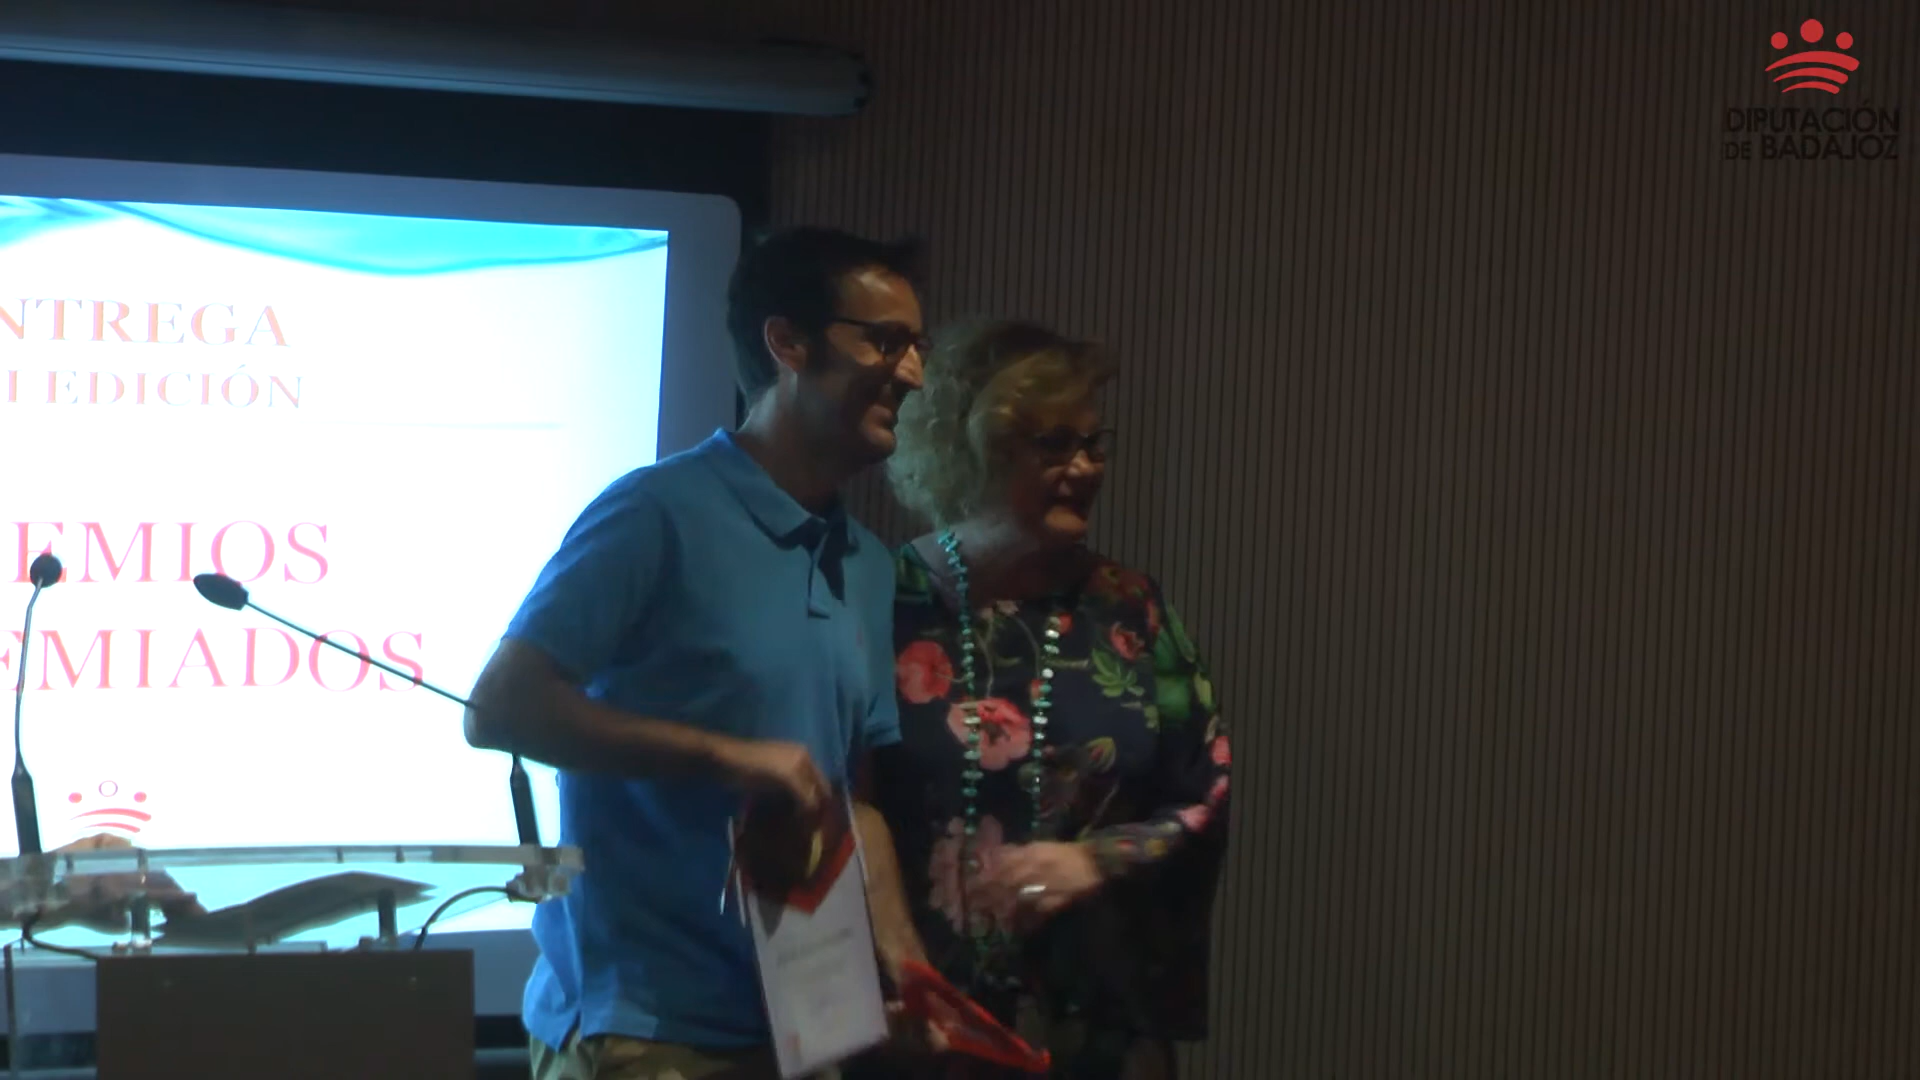 DIPUTACIÓN
DE BADAJOZ
NTREGA
I EDICIÓN
EMIOS
EMIADOS